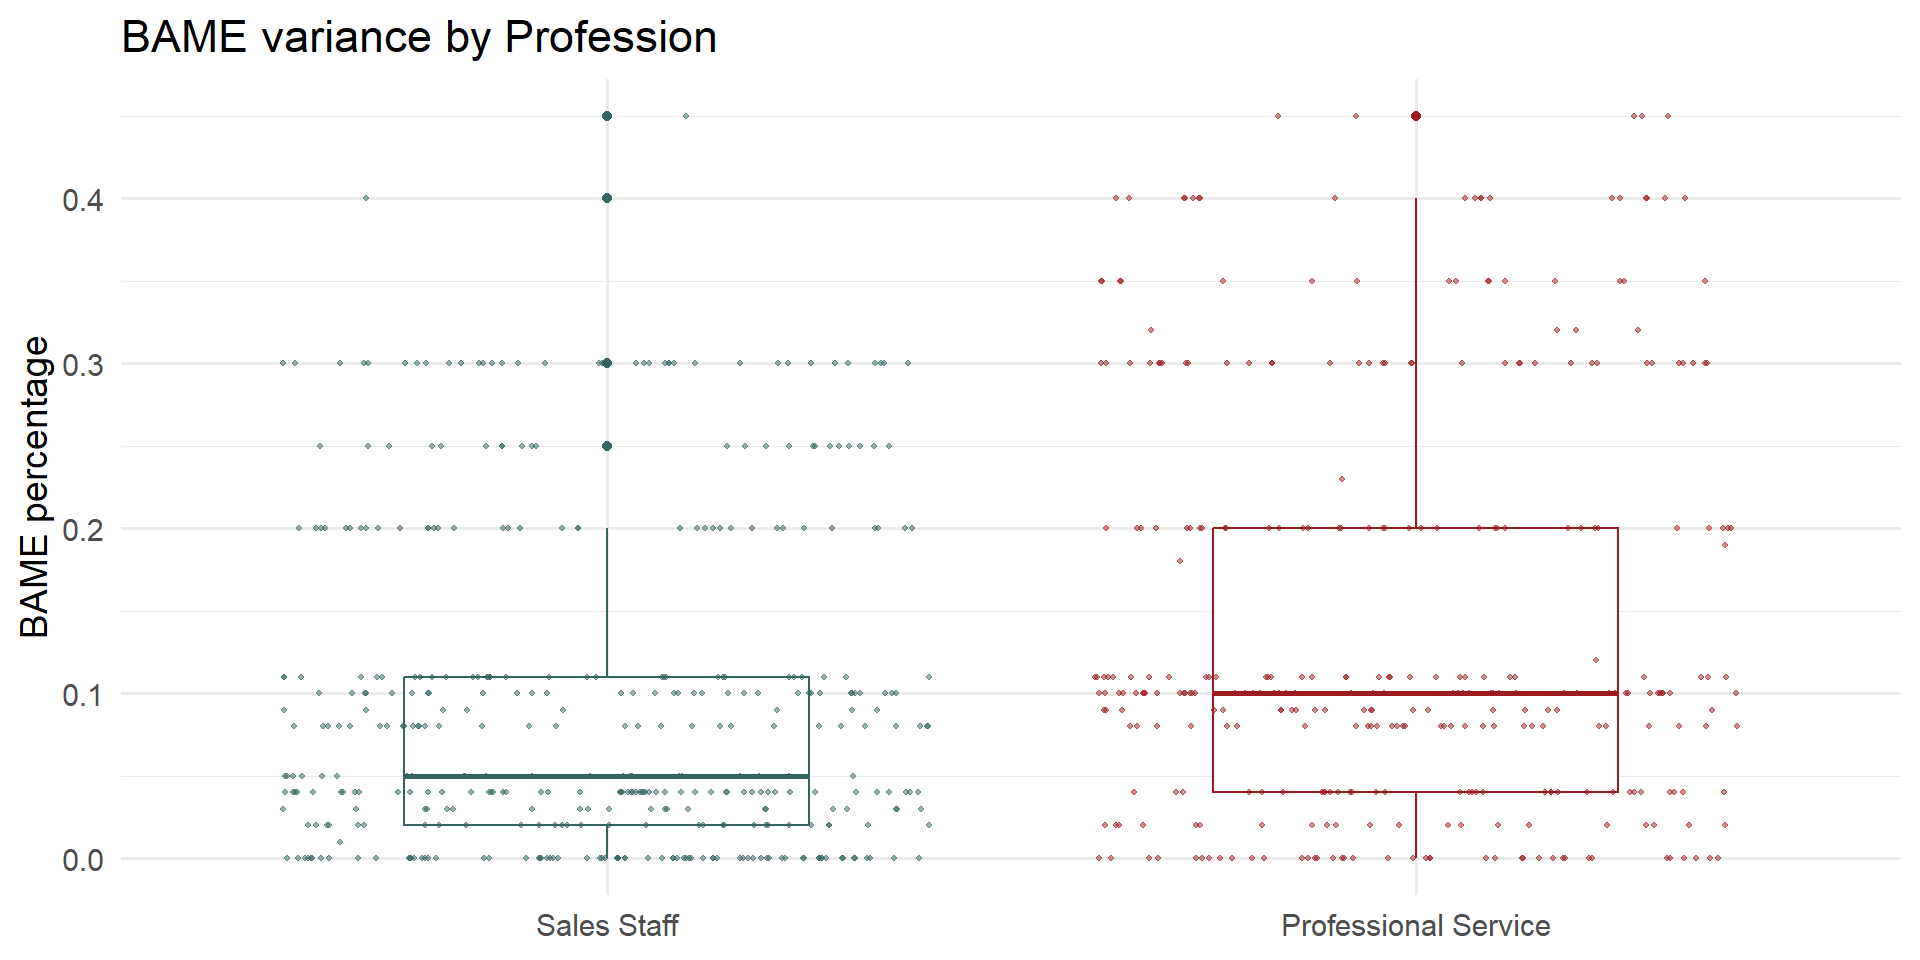 BAME variance by Profession
BAME percentage
0.4
0.3
0.2
0.1
0.0
Sales Staff
Professional Service